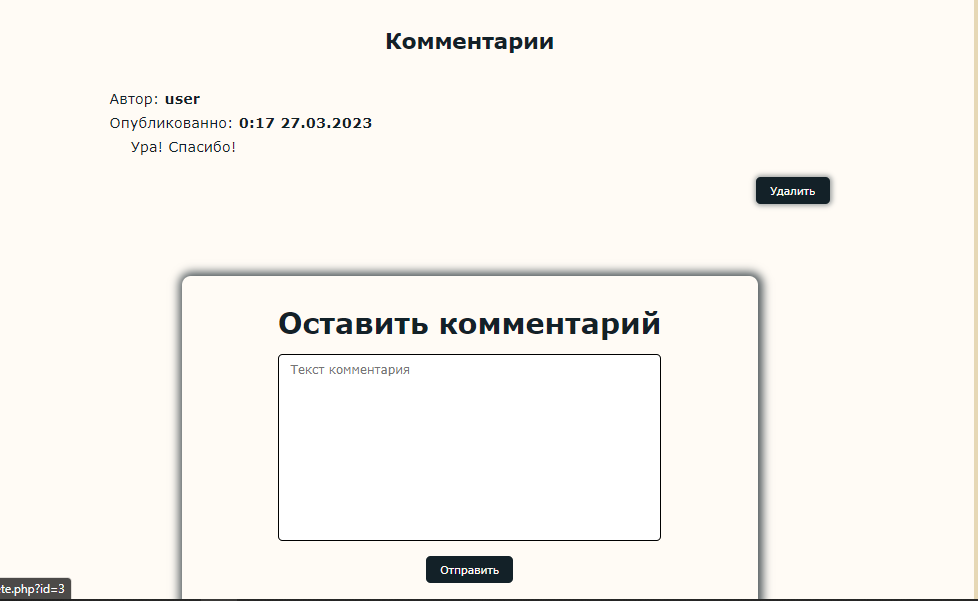 Комментарии
Автор: user
Опубликованно: 0:17 27.03.2023
Ура! Спасибо!
Удалить
Оставить комментарий
Текст комментария
Отправить
te.php?id=3